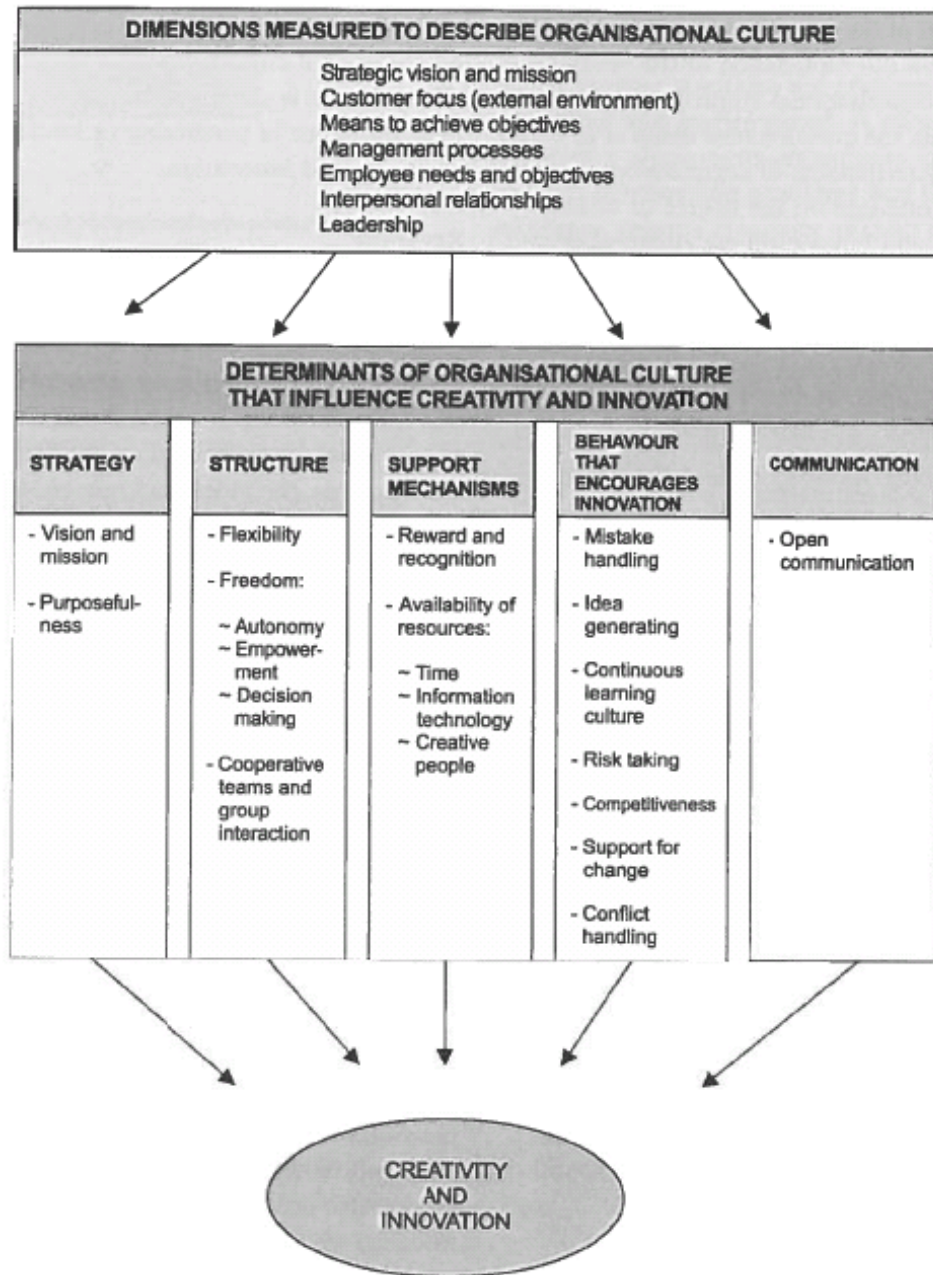 DIMENSIONS MEASURED TO DESCRIBE ORGANISATIONAL CULTURE
Strategic vision and mission
Customer focus (external environment)
Means to achieve objectives
Management processes
Employee needs and objectives
Interpersonal relationships
Leadership
DETERMINANTS OF ORGANISATIONAL CULTURE
THAT INFLUENCE CREATIVITY AND INNOVATION
STRATEGY
- Vision and
mission
- Purposeful-
ness
STRUCTURE
- Flexibility
- Freedom:
~ Autonomy
~ Empower-
ment
~ Decision
making
- Cooperative
teams and
group
interaction
SUPPORT
MECHANISMS
- Reward and
recognition
- Availability of
resources:
~ Time
~ Information
technology
~ Creative
people
BEHAVIOUR
THAT
ENCOURAGES
INNOVATION
- Mistake
handling
- Idea
generating
- Continuous
learning
culture
- Risk taking
- Competitiveness
- Support for
change
- Conflict
handling
COMMUNICATION
- Open
communication
CREATIVITY
AND
INNOVATION